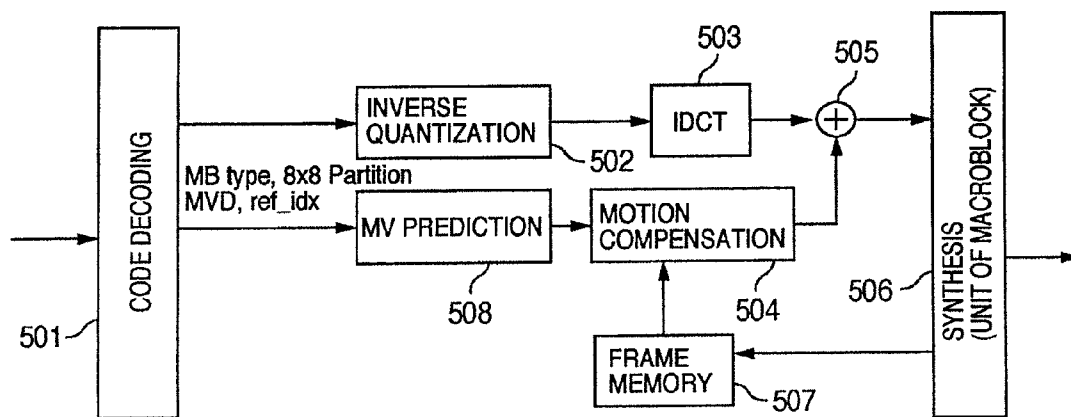 503
505
INVERSE
QUANTIZATION
IDCT
502
CODE DECODING
MB type, 8x8 Partition
MVD, ref_idx
MV PREDICTION
MOTION
COMPENSATION
SYNTHESIS
(UNIT OF MACROBLOCK)
501
508
504
506
FRAME
MEMORY
507